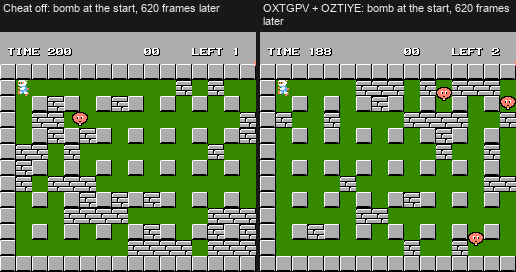 Cheat off: bomb at the start, 620 frames later
OXTGPV + OZTIYE: bomb at the start, 620 frames
later
TIME 200 00 LEFT 1
TIME 188 00 LEFT 2